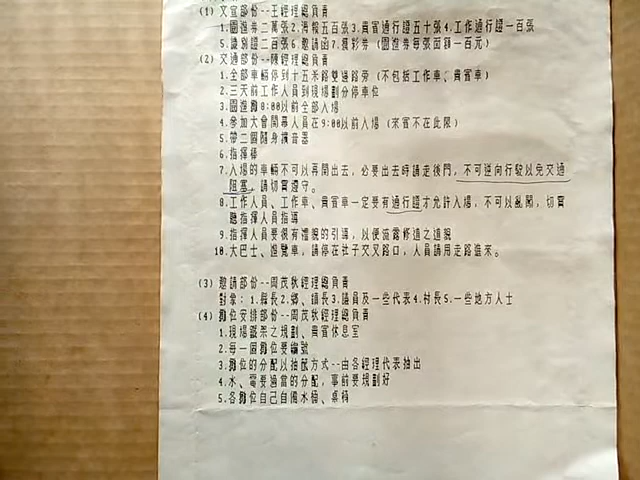 (1) 文宣部份--王經理總負責
1.園遊券二萬張2.海報五百張3.貴賓通行證五十張4.工作通行證一百張
5.識別證二百張6.邀請函7.摸彩券(園遊券每張面額一百元)
(2) 交通部份--陳經理總負責
1.全部車輛停到十五米路雙邊路旁(不包括工作車、貴賓車)
2.三天前工作人員到現場劃分停車位
3.園遊攤8:00以前全部入場
4.參加大會開幕人員在9:00以前入場(來賓不在此限)
5.帶二個隨身擴音器
6.指揮棒
7.入場的車輛不可以再開出去,必要出去時請走後門,不可逆向行駛以免交通
阻塞,請切實遵守。
8.工作人員、工作車、貴賓車一定要有通行證才允許入場,不可以亂闖,切實
聽指揮人員指導
9.指揮人員要很有禮貌的引導,以便流露修道之道貌
10.大巴士、遊覽車,請停在社子交叉路口,人員請用走路進來。
(3) 邀請部份--周茂秋經理總負責
對象:1.縣長2.鄉、鎮長3.議員及一些代表4.村長5.一些地方人士
(4) 攤位安排部份--周茂秋經理總負責
1.現場鐵架之規劃、貴賓休息室
2.每一個攤位要編號
3.攤位的分配以抽籤方式--由各經理代表抽出
4.水、電要適當的分配,事前要規劃好
5.各攤位自己自備水桶、桌椅